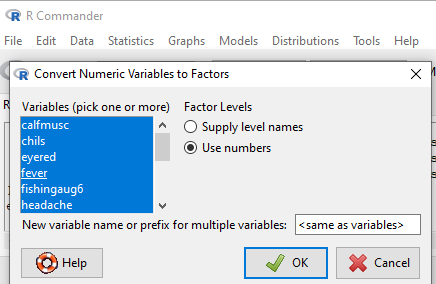 R Commander
File Edit Data Statistics Graphs Models Distributions Tools Help
Convert Numeric Variables to Factors
Variables (pick one or more)
calfmusc
chils
eyered
fever
fishingaug6
headache
Factor Levels
Supply level names
Use numbers
New variable name or prefix for multiple variables: <same as variables>
Help OK Cancel